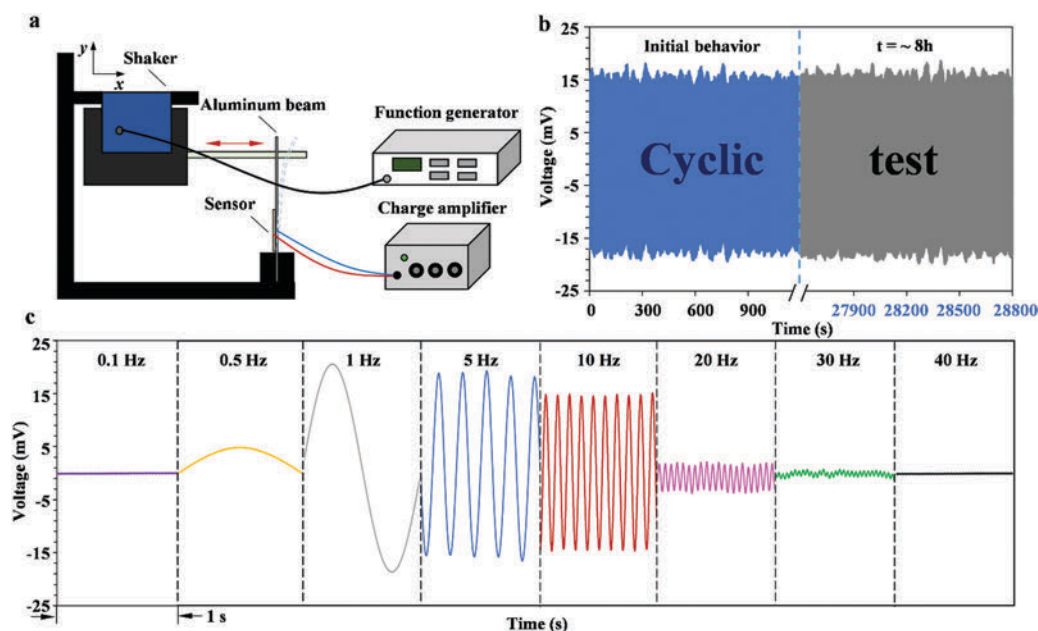 a
y
x
Shaker
Aluminum beam
Function generator
Sensor
Charge amplifier
b
Initial behavior
t = ~ 8h
25
15
5
-5
-15
-25
Voltage (mV)
Cyclic
test
0
300
600
900
27900
28200
28500
28800
Time (s)
c
0.1 Hz
0.5 Hz
1 Hz
5 Hz
10 Hz
20 Hz
30 Hz
40 Hz
25
15
5
-5
-15
-25
Voltage (mV)
1 s
Time (s)